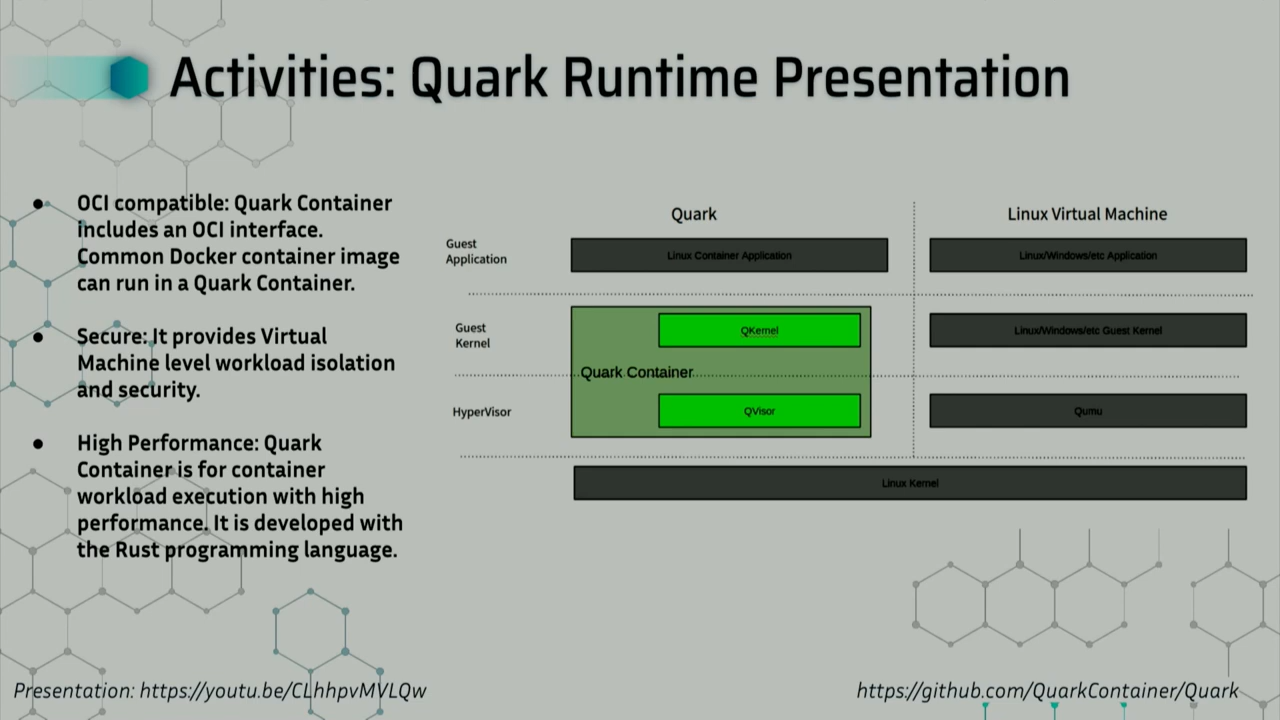 Activities: Quark Runtime Presentation
● OCI compatible: Quark Container
includes an OCI interface.
Common Docker container image
can run in a Quark Container.
● Secure: It provides Virtual
Machine level workload isolation
and security.
● High Performance: Quark
Container is for container
workload execution with high
performance. It is developed with
the Rust programming language.
Quark
Linux Virtual Machine
Guest
Application
Linux Container Application
Linux/Windows/etc Application
Guest
Kernel
QKernel
Linux/Windows/etc Guest Kernel
Quark Container
HyperVisor
QVisor
Qumu
Linux Kernel
Presentation: https://youtu.be/CLhhpvMVLQw
https://github.com/QuarkContainer/Quark